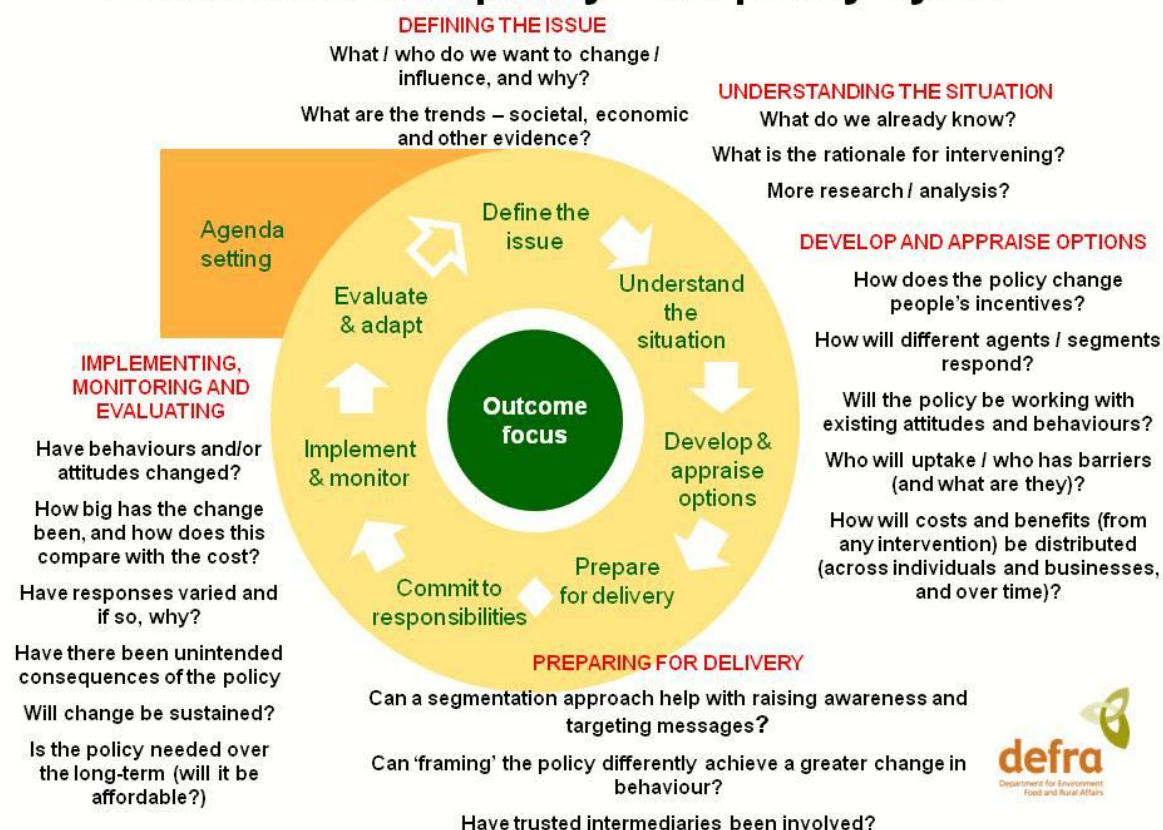 DEFINING THE ISSUE
What / who do we want to change /
influence, and why?
What are the trends – societal, economic
and other evidence?
UNDERSTANDING THE SITUATION
What do we already know?
What is the rationale for intervening?
More research / analysis?
DEVELOP AND APPRAISE OPTIONS
How does the policy change
people's incentives?
How will different agents / segments
respond?
Will the policy be working with
existing attitudes and behaviours?
Who will uptake / who has barriers
(and what are they)?
How will costs and benefits (from
any intervention) be distributed
(across individuals and businesses,
and over time)?
Agenda
setting
Define the
issue
Understand
the
situation
Develop &
appraise
options
Prepare
for delivery
Commit to
responsibilities
Implement
& monitor
Evaluate
& adapt
Outcome
focus
IMPLEMENTING,
MONITORING AND
EVALUATING
Have behaviours and/or
attitudes changed?
How big has the change
been, and how does this
compare with the cost?
Have responses varied and
if so, why?
Have there been unintended
consequences of the policy
Will change be sustained?
Is the policy needed over
the long-term (will it be
affordable?)
PREPARING FOR DELIVERY
Can a segmentation approach help with raising awareness and
targeting messages?
Can 'framing' the policy differently achieve a greater change in
behaviour?
Have trusted intermediaries been involved?
defra
Department for Environment
Food and Rural Affairs